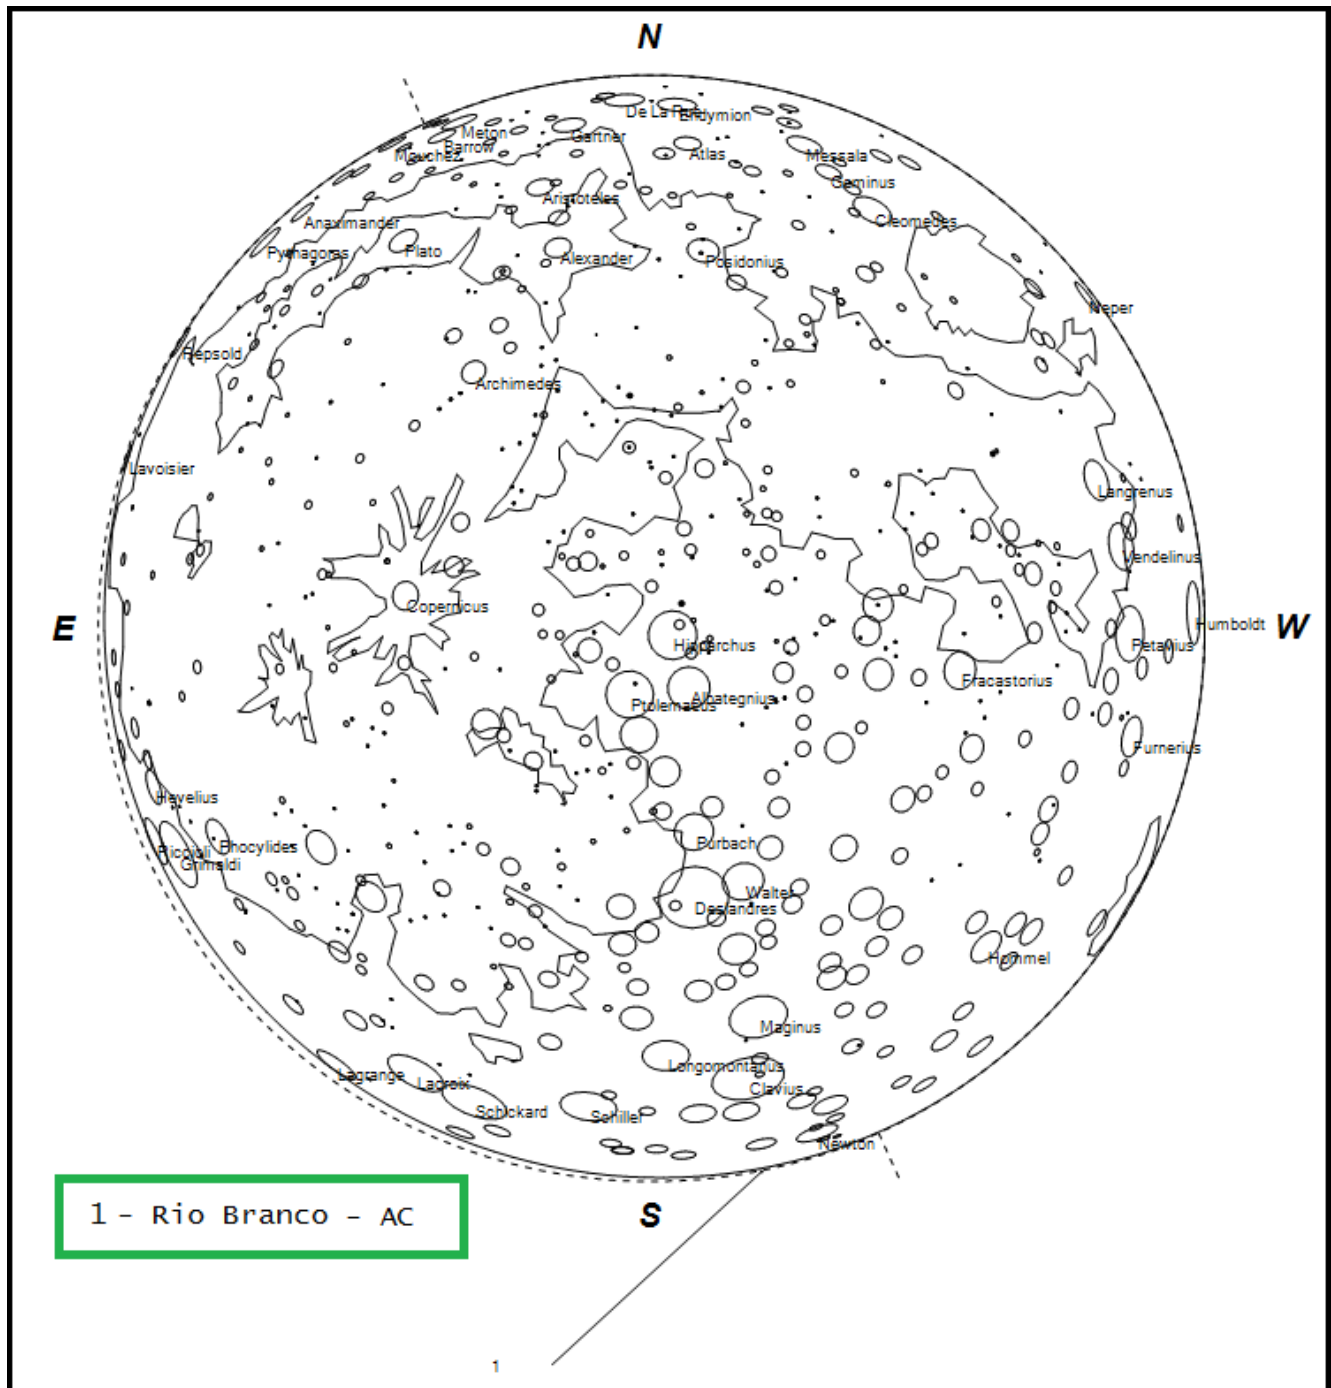 N
De La Rue
Endymion
Meton
Gartner
Barrow
Mouchez
Atlas
Messala
Geminus
Aristoteles
Cleomedes
Anaximander
Pythagoras
Plato
Alexander
Posidonius
Neper
Repsold
Archimedes
Lavoisier
Langrenus
Vendelinus
Copernicus
E
Hipparchus
Humboldt
W
Petavius
Fracastorius
Albategnius
Ptolemaeus
Furnerius
Hevelius
Purbach
Phocylides
Riccioli
Grimaldi
Walter
Deslandres
Hommel
Maginus
Longomontanus
Lagrange
Lacroix
Clavius
Schickard
Schiller
Newton
1 - Rio Branco - AC
S
1